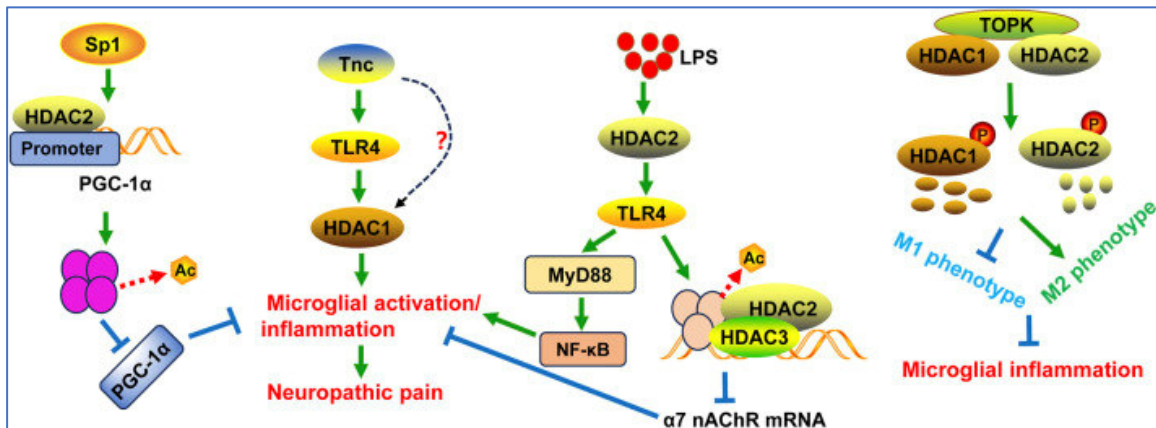 Sp1
HDAC2
Promoter
PGC-1α
Ac
PGC-1α
Tnc
?
TLR4
HDAC1
Microglial activation/
inflammation
Neuropathic pain
LPS
HDAC2
TLR4
MyD88
NF-κB
Ac
HDAC2
HDAC3
α7 nAChR mRNA
TOPK
HDAC1
HDAC2
P
HDAC1
P
HDAC2
M1 phenotype
M2 phenotype
Microglial inflammation